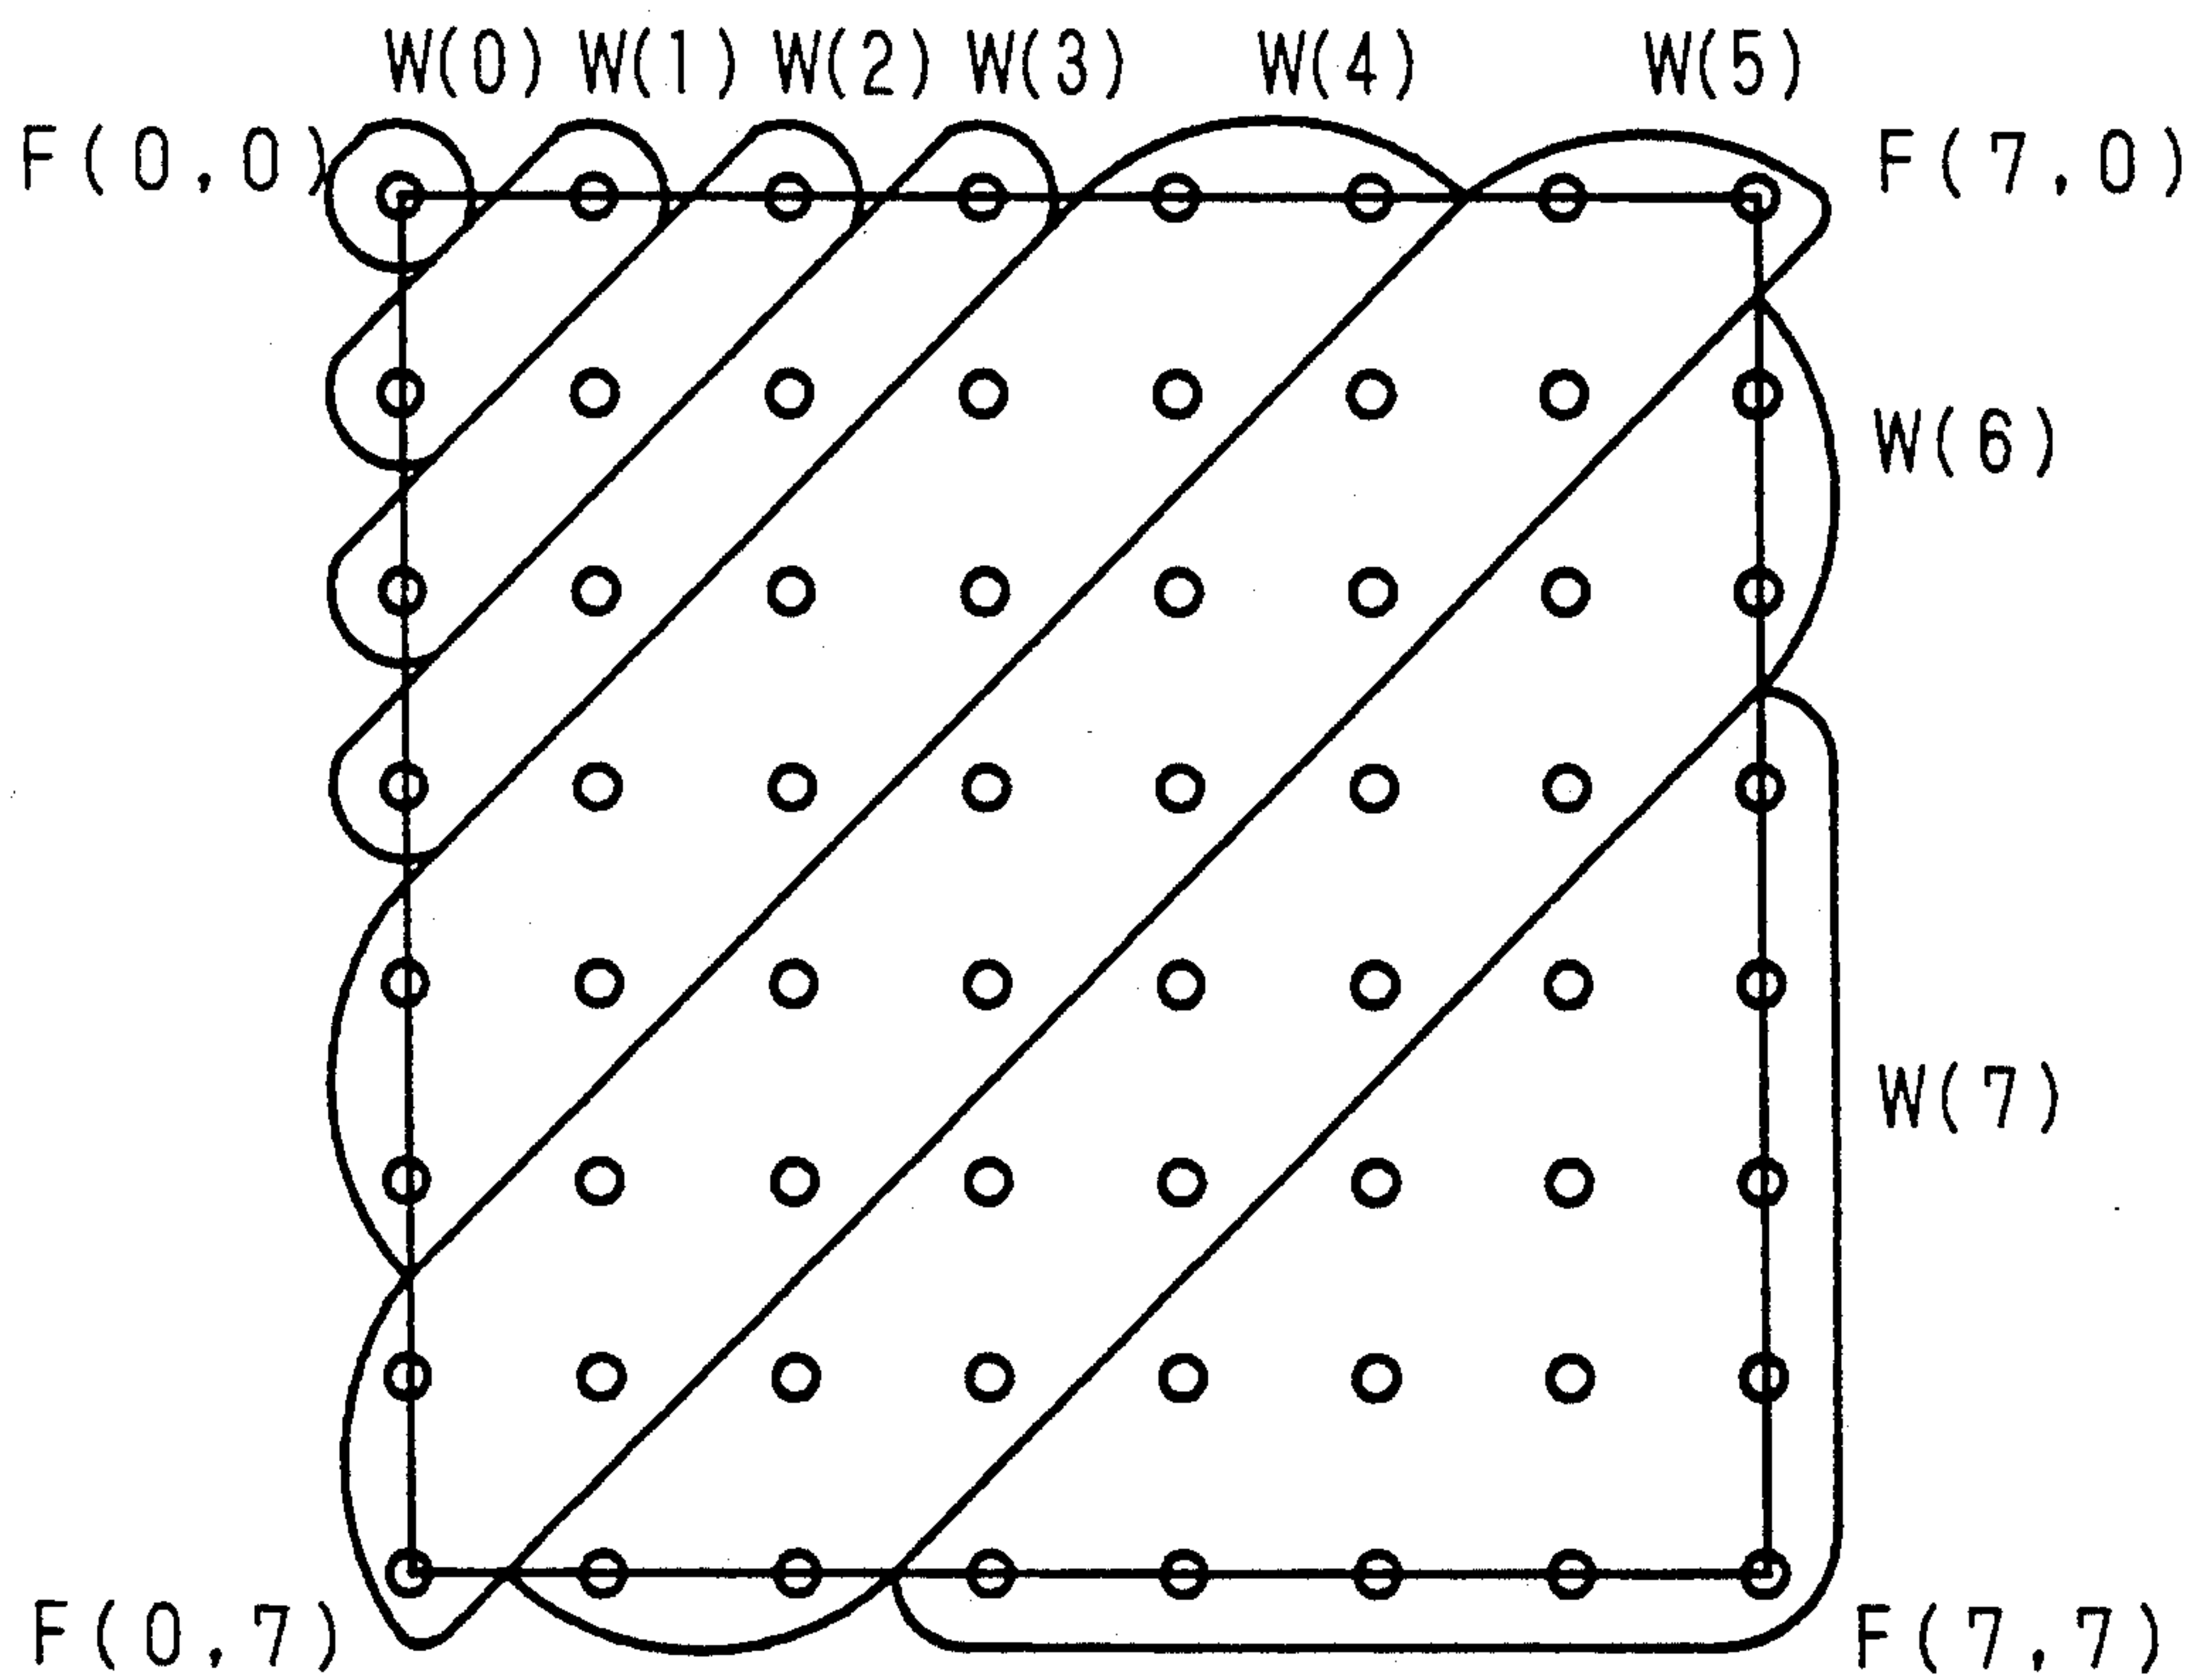 W(0) W(1) W(2) W(3) W(4) W(5)
F(0,0) F(7,0)
W(6)
W(7)
F(0,7) F(7,7)